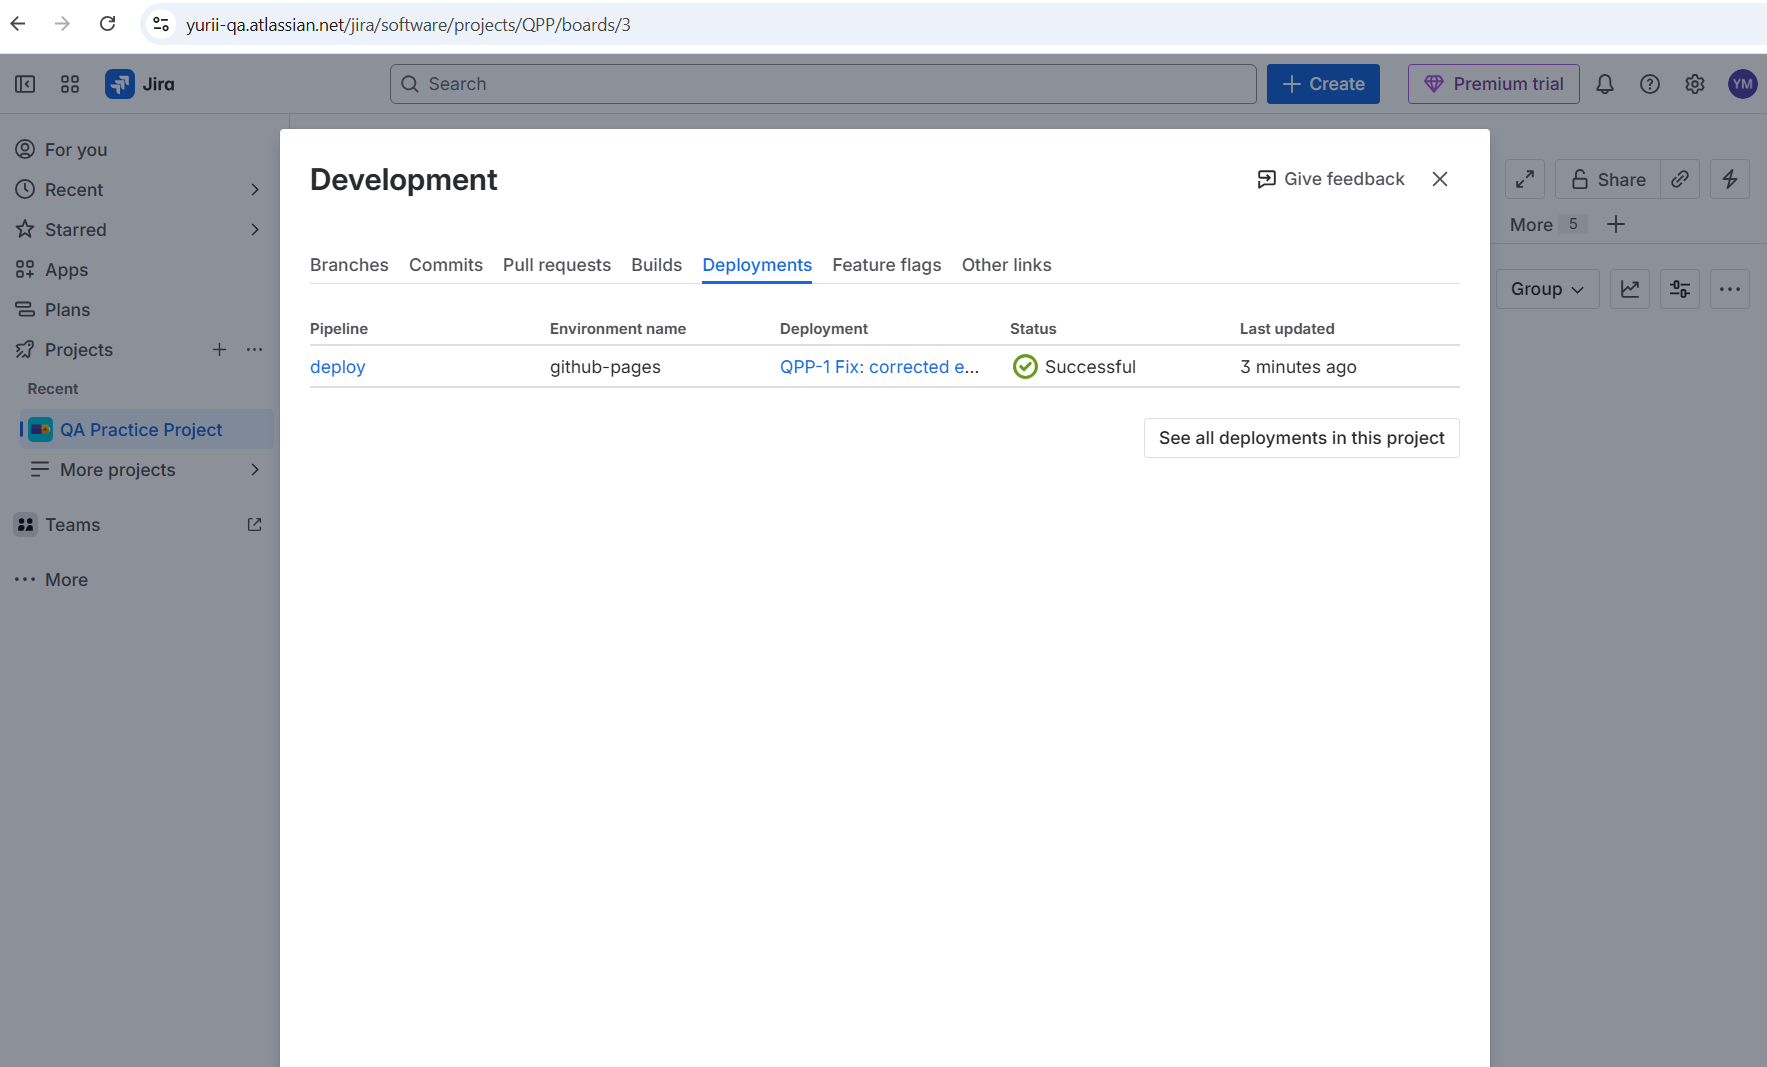 yurii-qa.atlassian.net/jira/software/projects/QPP/boards/3
Jira
Search
Create
Premium trial
YM
For you
Recent
Starred
Apps
Plans
Projects
Recent
QA Practice Project
More projects
Teams
More
Development
Give feedback
Share
More 5
Group
Branches Commits Pull requests Builds Deployments Feature flags Other links
Pipeline Environment name Deployment Status Last updated
deploy github-pages QPP-1 Fix: corrected e... Successful 3 minutes ago
See all deployments in this project